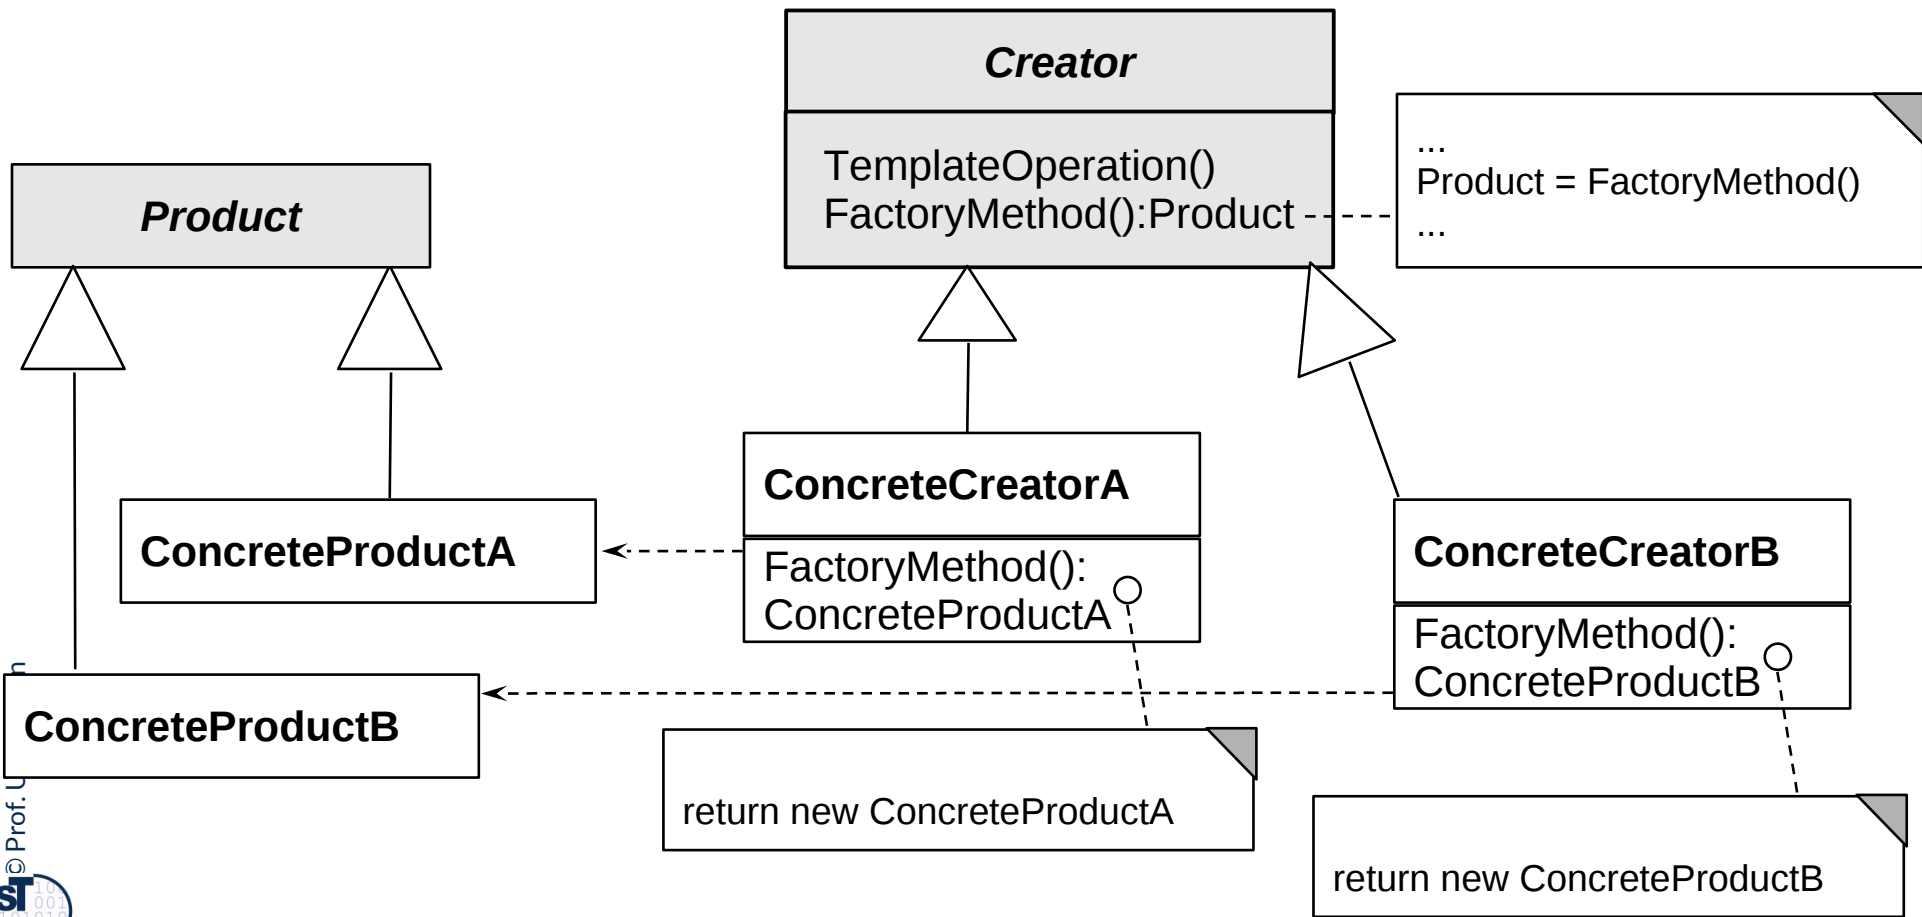 Creator
TemplateOperation()
FactoryMethod():Product
...
Product = FactoryMethod()
...
Product
ConcreteCreatorA
FactoryMethod():
ConcreteProductA
ConcreteCreatorB
FactoryMethod():
ConcreteProductB
ConcreteProductA
ConcreteProductB
return new ConcreteProductA
return new ConcreteProductB
© Prof.
ST